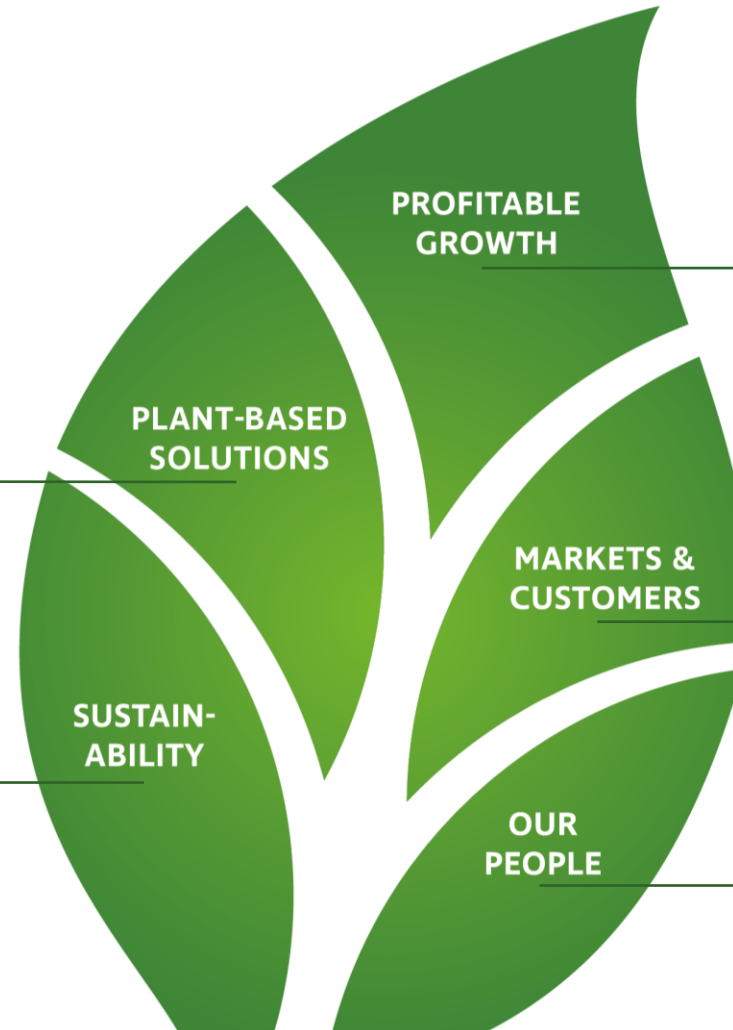 PROFITABLE
GROWTH
PLANT-BASED
SOLUTIONS
MARKETS &
CUSTOMERS
SUSTAIN-
ABILITY
OUR
PEOPLE